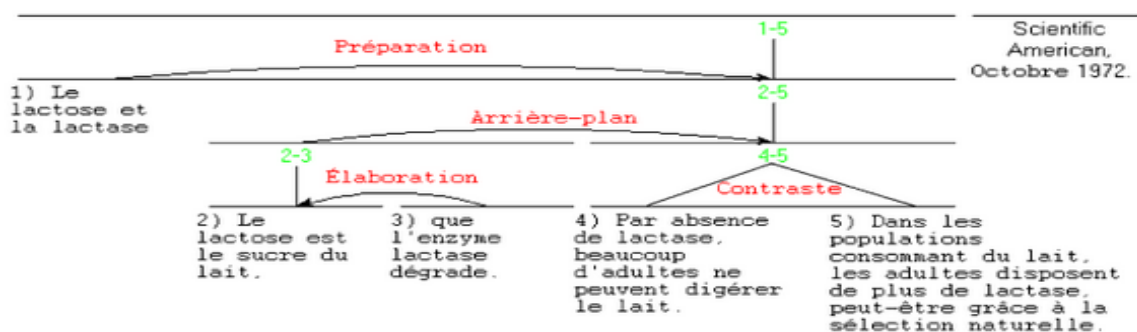 1-5
Scientific
American,
Octobre 1972.
Préparation
1) Le
lactose et
la lactase
2-5
Arrière-plan
2-3
4-5
Élaboration
Contraste
2) Le
lactose est
le sucre du
lait,
3) que
l'enzyme
lactase
dégrade.
4) Par absence
de lactase,
beaucoup
d'adultes ne
peuvent digérer
le lait.
5) Dans les
populations
consommant du lait,
les adultes disposent
de plus de lactase,
peut-être grâce à la
sélection naturelle.